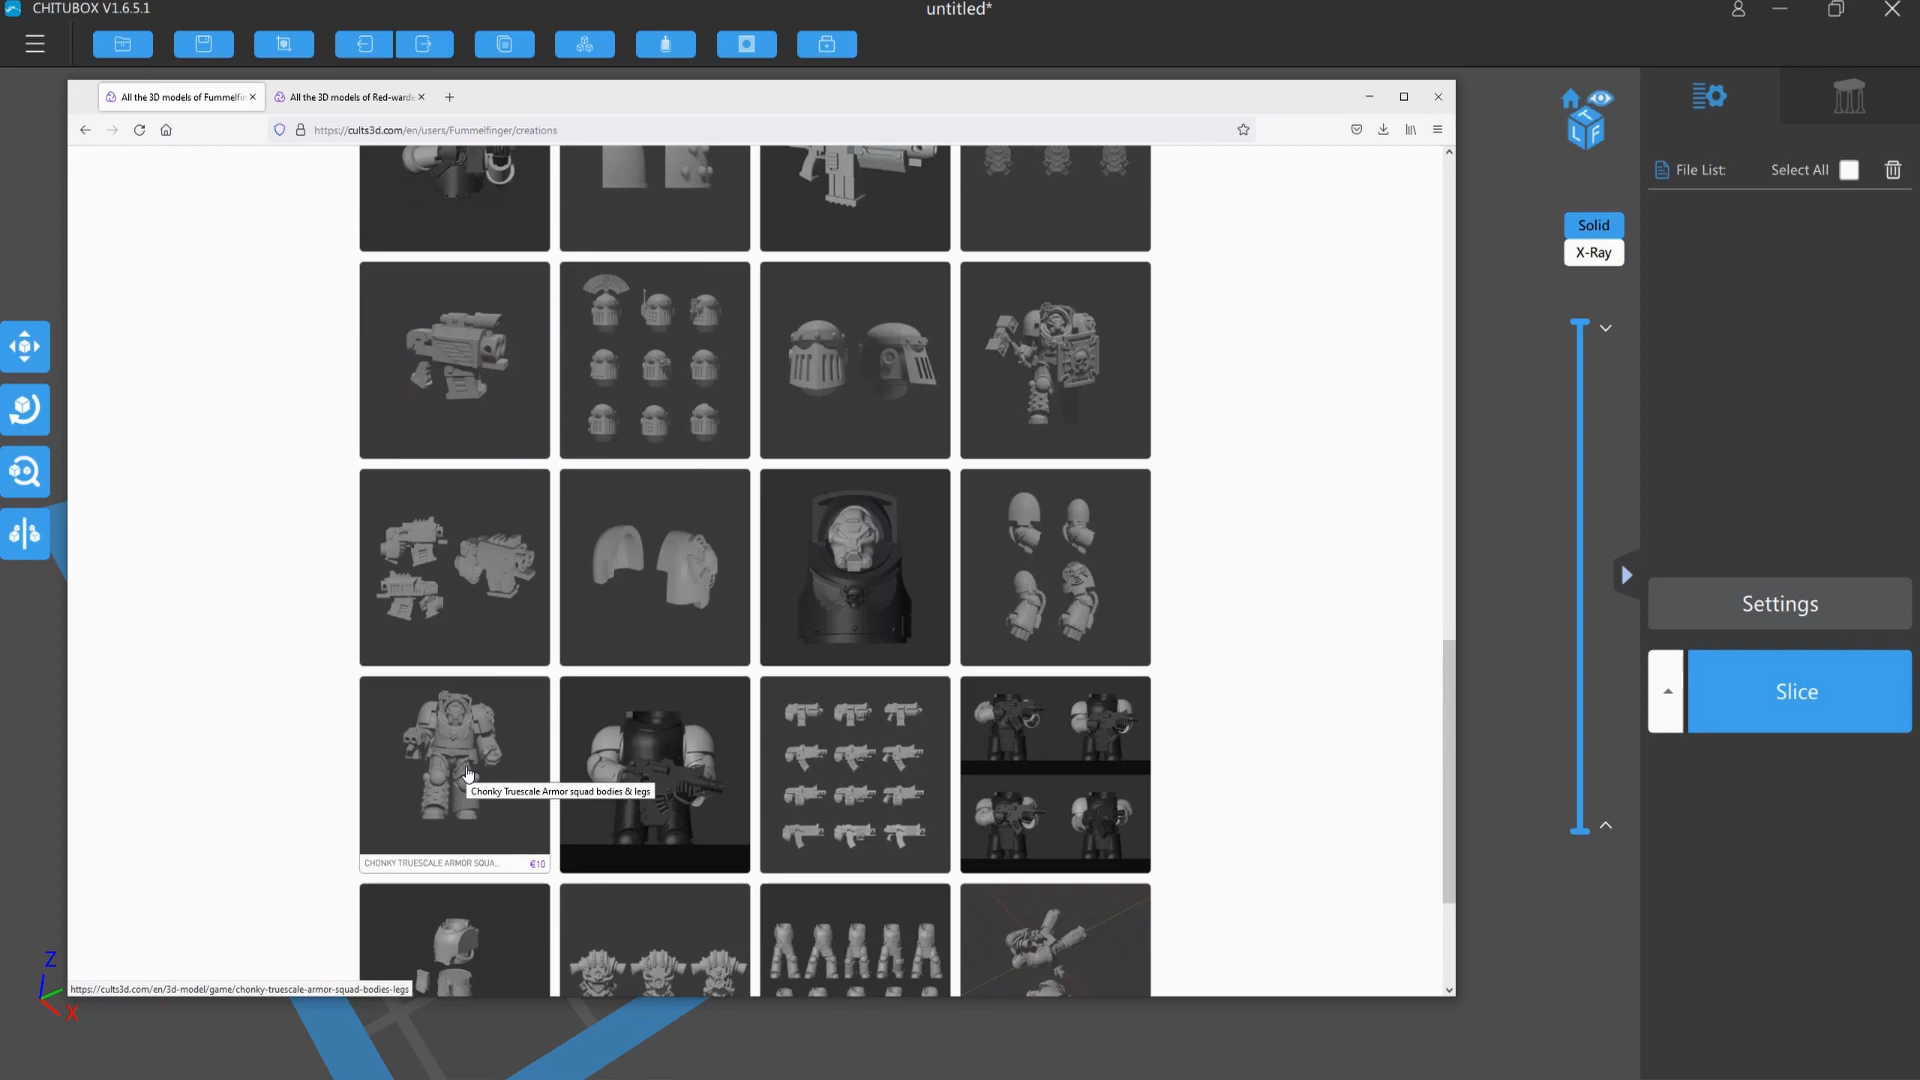 CHITUBOX V1.6.5.1
untitled*
All the 3D models of Fummelfin
All the 3D models of Red-warde
https://cults3d.com/en/users/Fummelfinger/creations
File List:
Select All
Solid
X-Ray
T
L F
Settings
Slice
Chonky Truescale Armor squad bodies & legs
CHONKY TRUESCALE ARMOR SQUA... €10
Z
X
https://cults3d.com/en/3d-model/game/chonky-truescale-armor-squad-bodies-legs